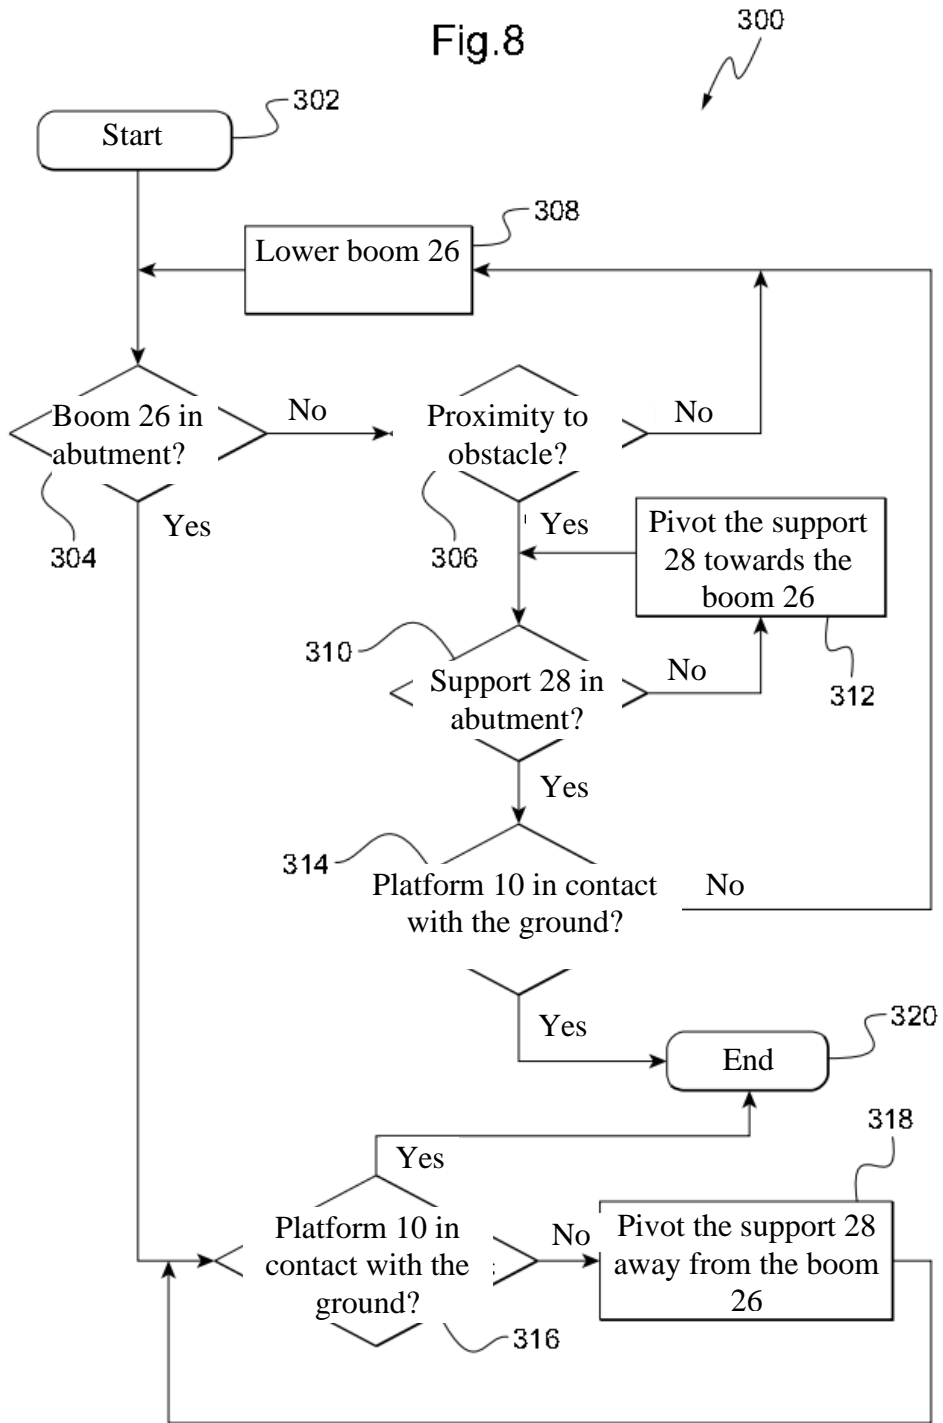 Fig.8
300
302
Start
308
Lower boom 26
Boom 26 in
abutment?
No
Proximity to
obstacle?
No
304
Yes
306
Yes
Pivot the support
28 towards the
boom 26
310
Support 28 in
abutment?
No
312
Yes
314
Platform 10 in contact
with the ground?
No
Yes
320
End
318
Yes
Platform 10 in
contact with the
ground?
No
Pivot the support 28
away from the boom
26
316